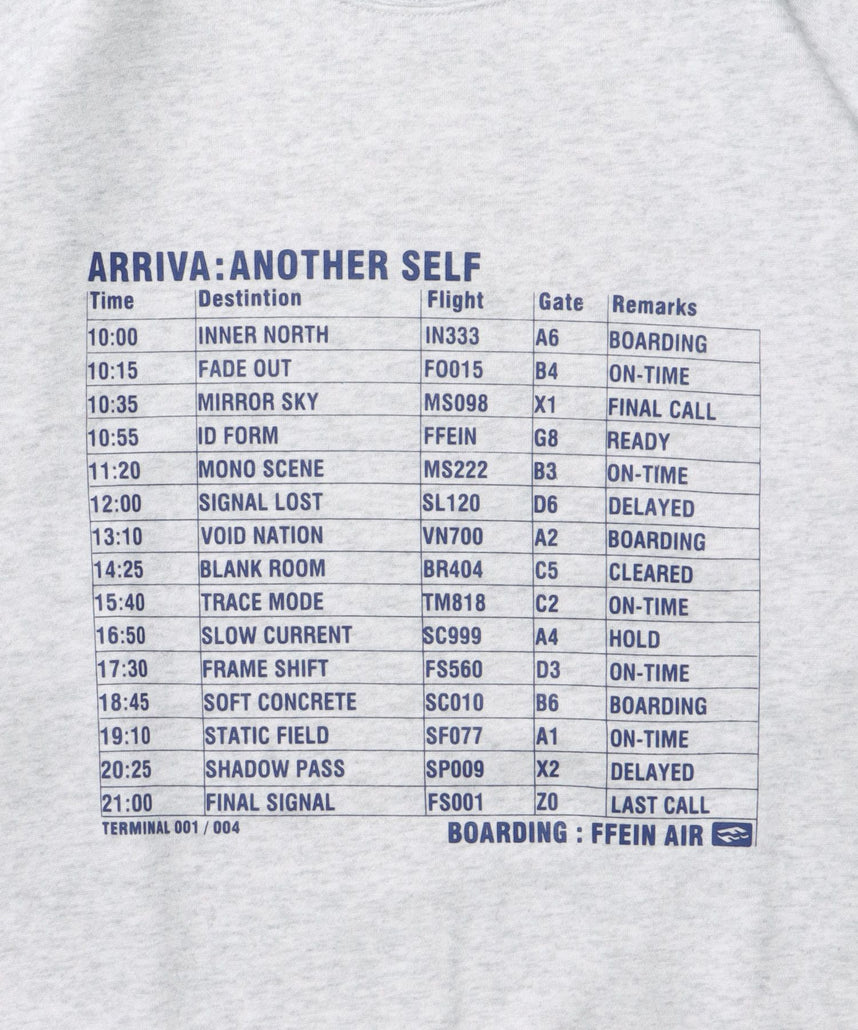 ARRIVA:ANOTHER SELF
Time Destintion Flight Gate Remarks
10:00 INNER NORTH IN333 A6 BOARDING
10:15 FADE OUT FO015 B4 ON-TIME
10:35 MIRROR SKY MS098 X1 FINAL CALL
10:55 ID FORM FFEIN G8 READY
11:20 MONO SCENE MS222 B3 ON-TIME
12:00 SIGNAL LOST SL120 D6 DELAYED
13:10 VOID NATION VN700 A2 BOARDING
14:25 BLANK ROOM BR404 C5 CLEARED
15:40 TRACE MODE TM818 C2 ON-TIME
16:50 SLOW CURRENT SC999 A4 HOLD
17:30 FRAME SHIFT FS560 D3 ON-TIME
18:45 SOFT CONCRETE SC010 B6 BOARDING
19:10 STATIC FIELD SF077 A1 ON-TIME
20:25 SHADOW PASS SP009 X2 DELAYED
21:00 FINAL SIGNAL FS001 Z0 LAST CALL
TERMINAL 001 / 004
BOARDING : FFEIN AIR